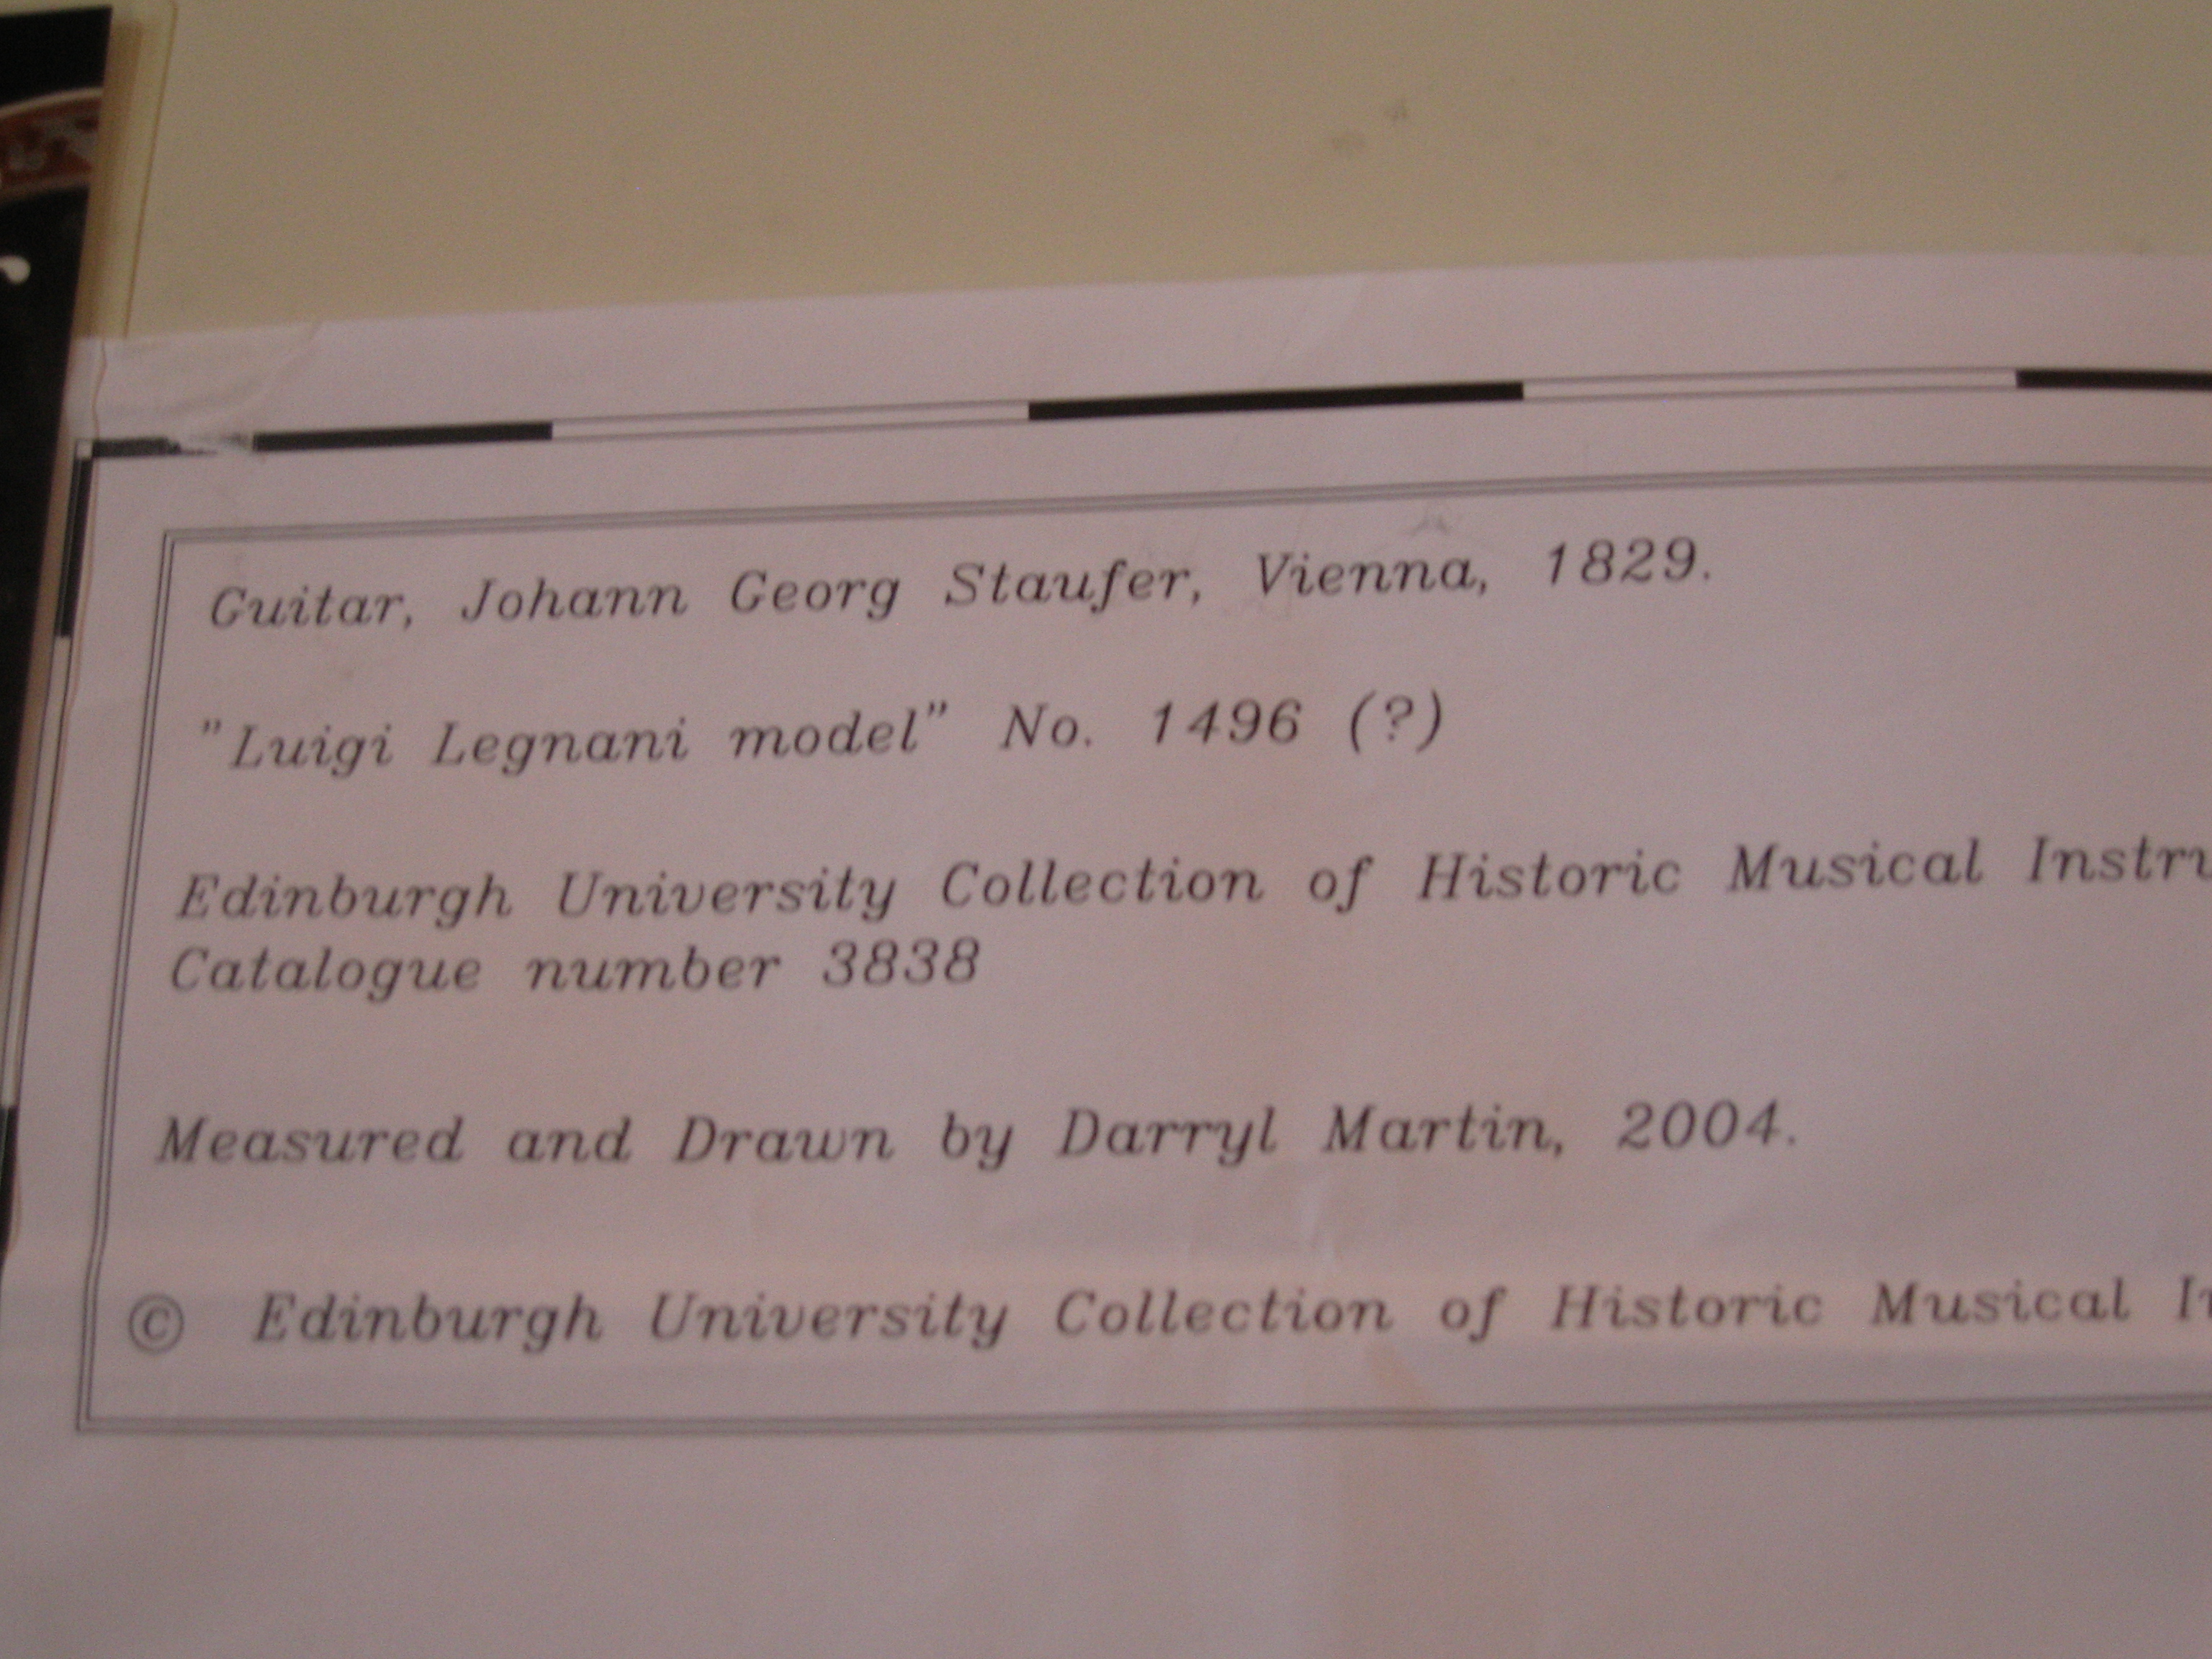 Guitar, Johann Georg Staufer, Vienna, 1829.
"Luigi Legnani model" No. 1496 (?)
Edinburgh University Collection of Historic Musical Instru
Catalogue number 3838
Measured and Drawn by Darryl Martin, 2004.
© Edinburgh University Collection of Historic Musical